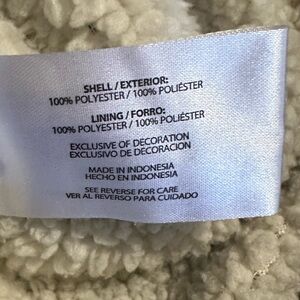 SHELL / EXTERIOR:
100% POLYESTER / 100% POLIÉSTER
LINING / FORRO:
100% POLYESTER / 100% POLIÉSTER
EXCLUSIVE OF DECORATION
EXCLUSIVO DE DECORACION
MADE IN INDONESIA
HECHO EN INDONESIA
SEE REVERSE FOR CARE
VER AL REVERSO PARA CUIDADO